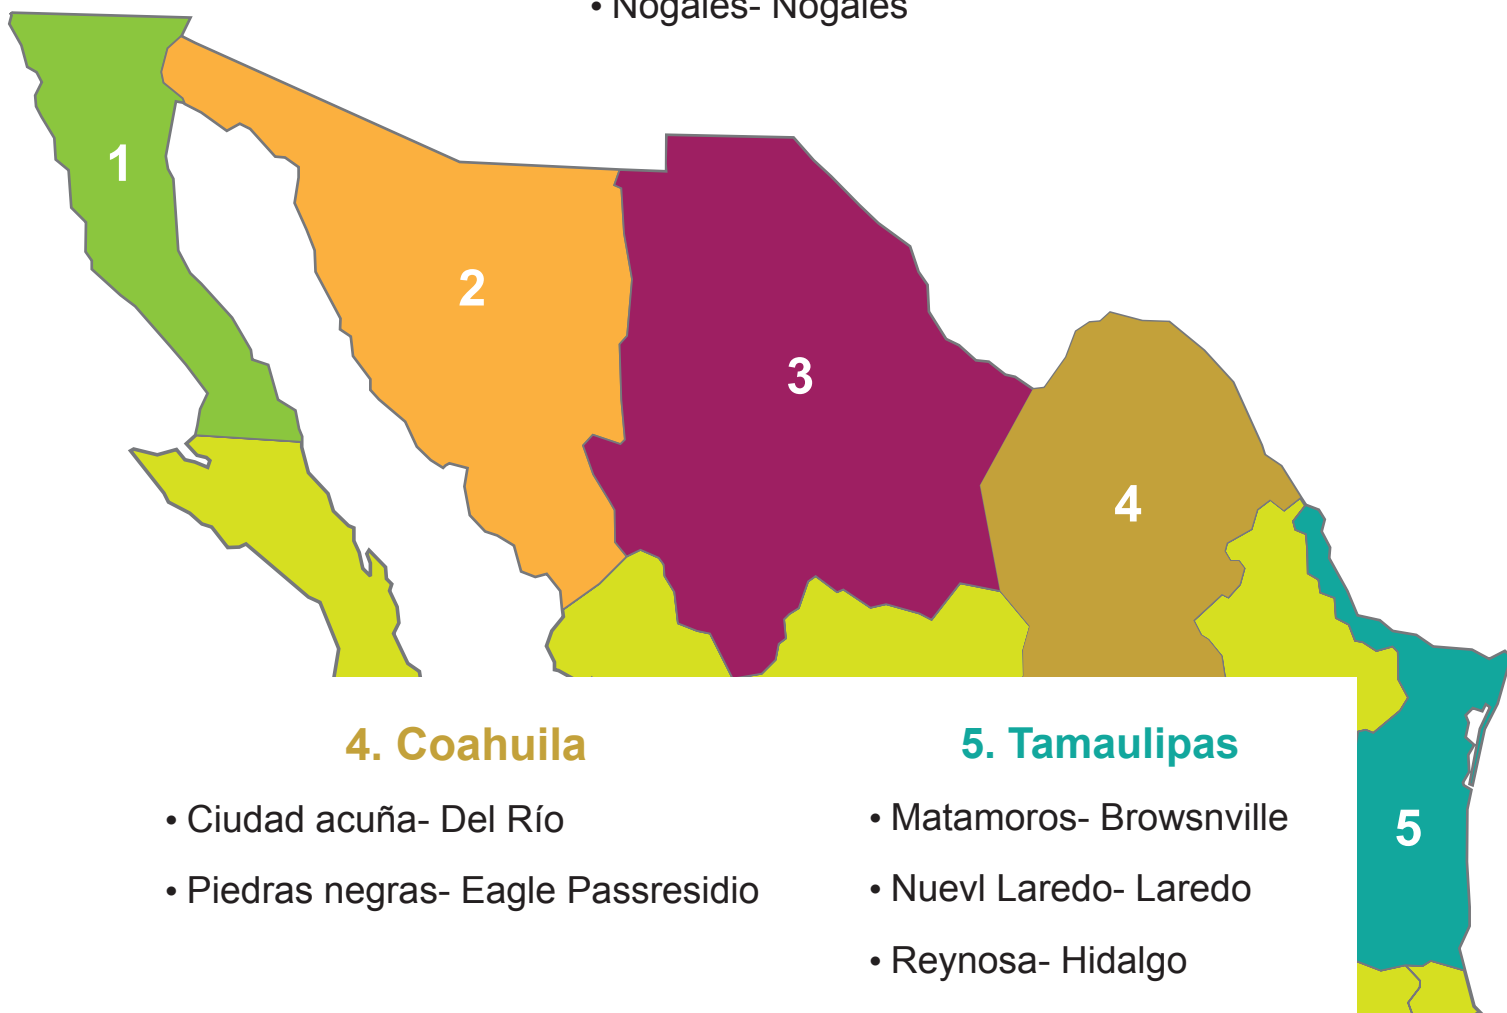 • Nogales- Nogales
1
2
3
4
4. Coahuila
• Ciudad acuña- Del Río
• Piedras negras- Eagle Passresidio
5. Tamaulipas
• Matamoros- Browsnville
• Nuevl Laredo- Laredo
• Reynosa- Hidalgo
5